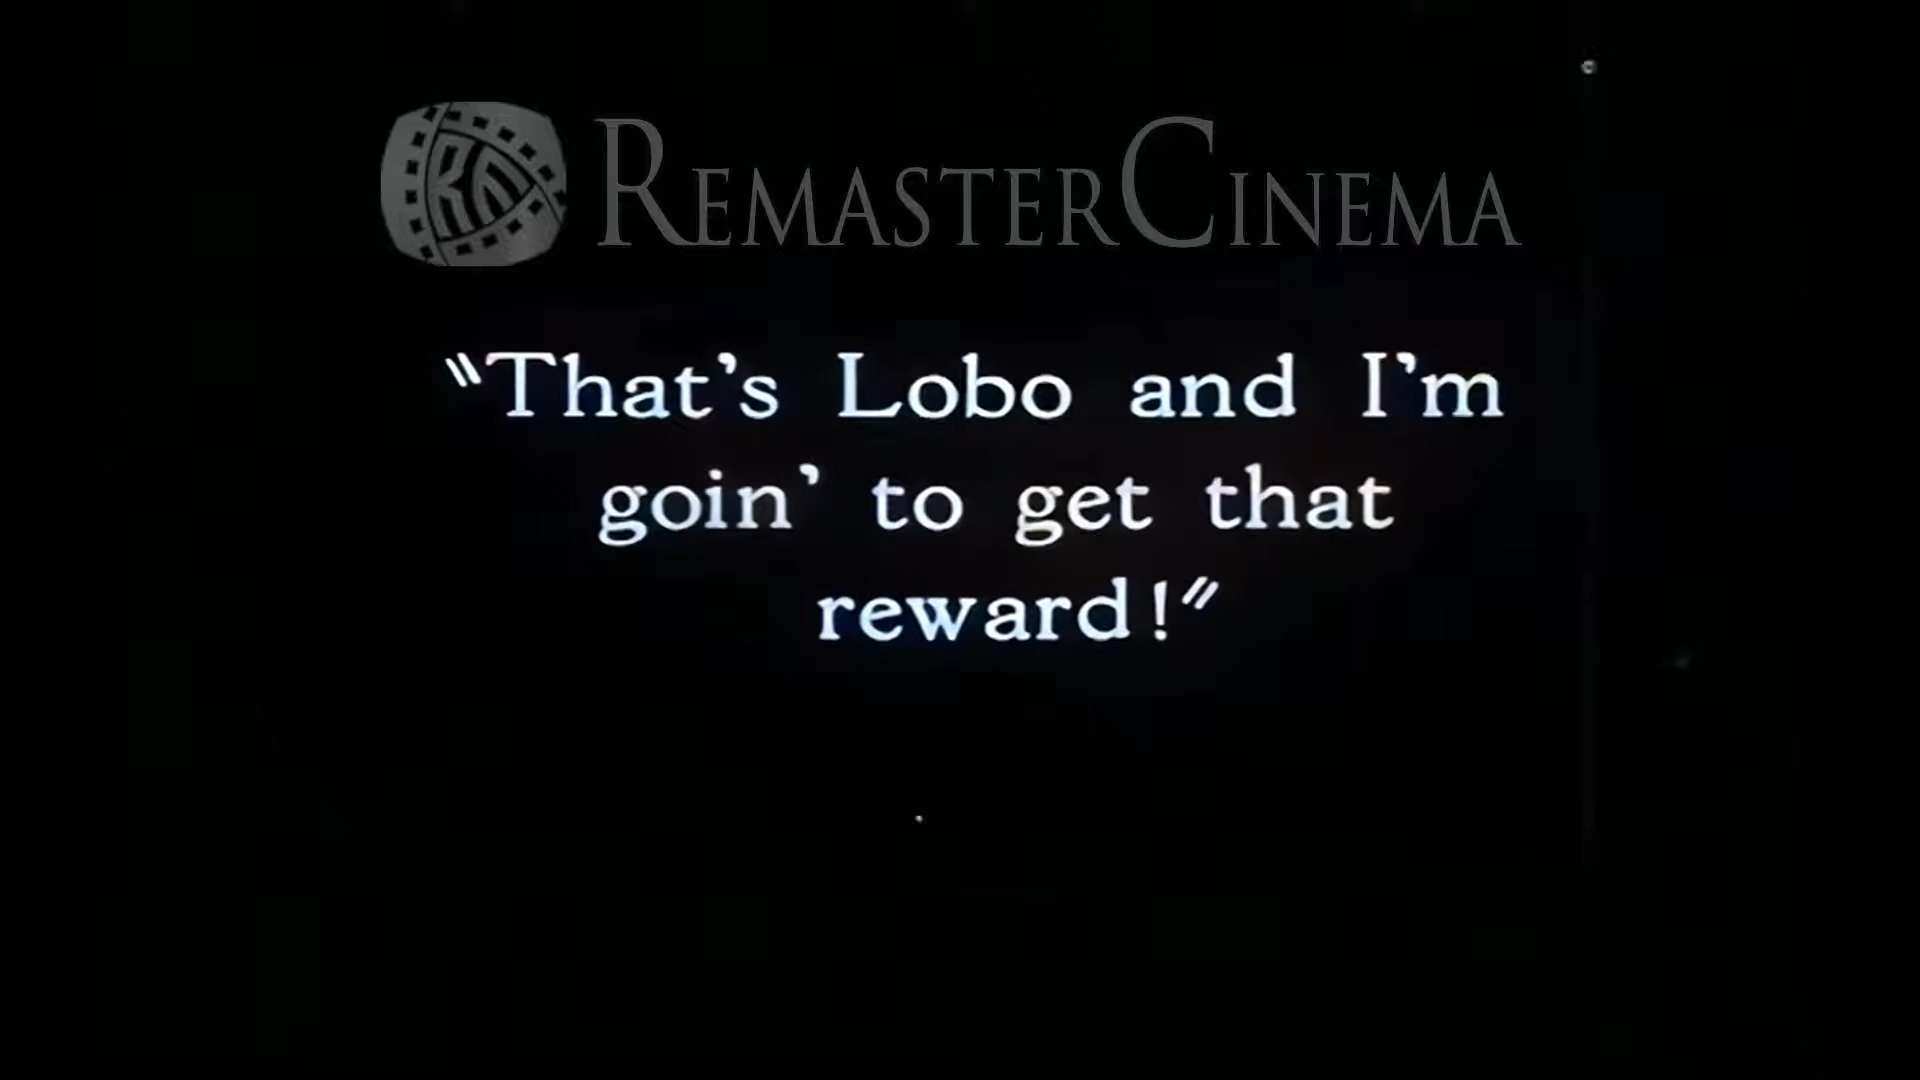 REMASTERCINEMA
"That's Lobo and I'm
goin' to get that
reward!"